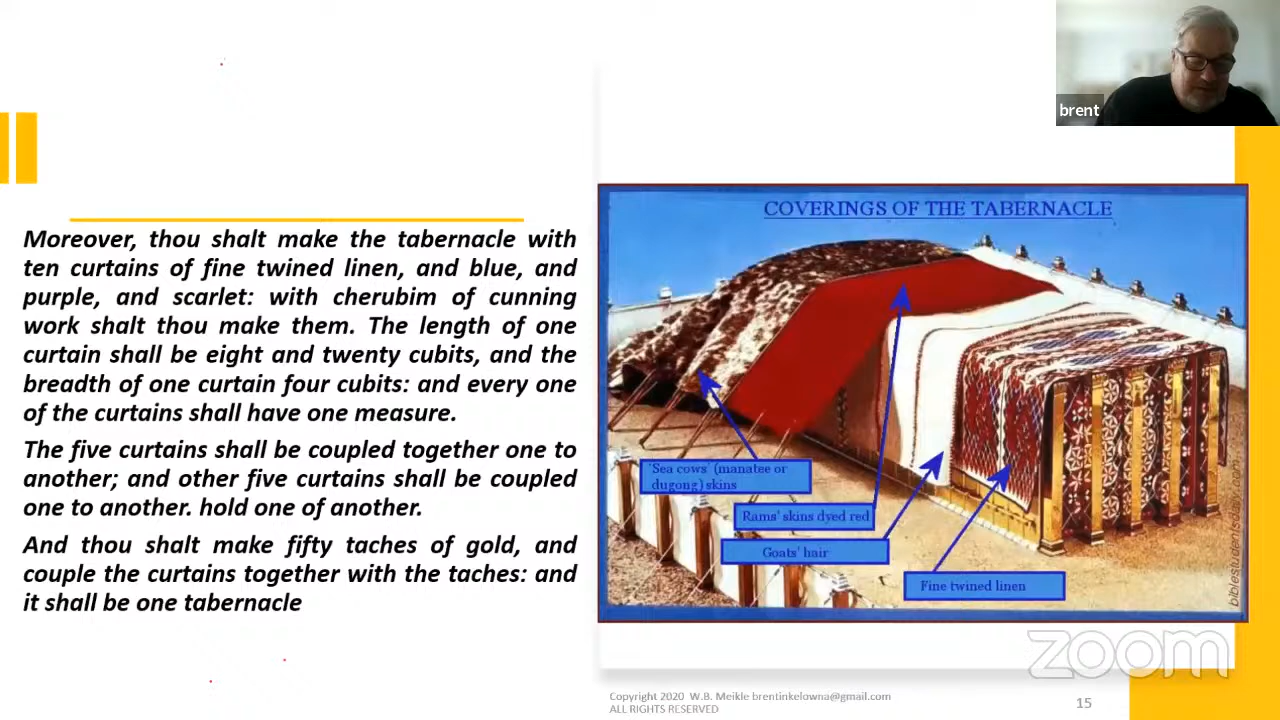 brent
Moreover, thou shalt make the tabernacle with
ten curtains of fine twined linen, and blue, and
purple, and scarlet: with cherubim of cunning
work shalt thou make them. The length of one
curtain shall be eight and twenty cubits, and the
breadth of one curtain four cubits: and every one
of the curtains shall have one measure.
The five curtains shall be coupled together one to
another; and other five curtains shall be coupled
one to another. hold one of another.
And thou shalt make fifty taches of gold, and
couple the curtains together with the taches: and
it shall be one tabernacle
COVERINGS OF THE TABERNACLE
'Sea cows' (manatee or
dugong) skins
Rams' skins dyed red
Goats' hair
Fine twined linen
zoom
Copyright 2020 W.B. Meikle brentinkelowna@gmail.com
ALL RIGHTS RESERVED
15